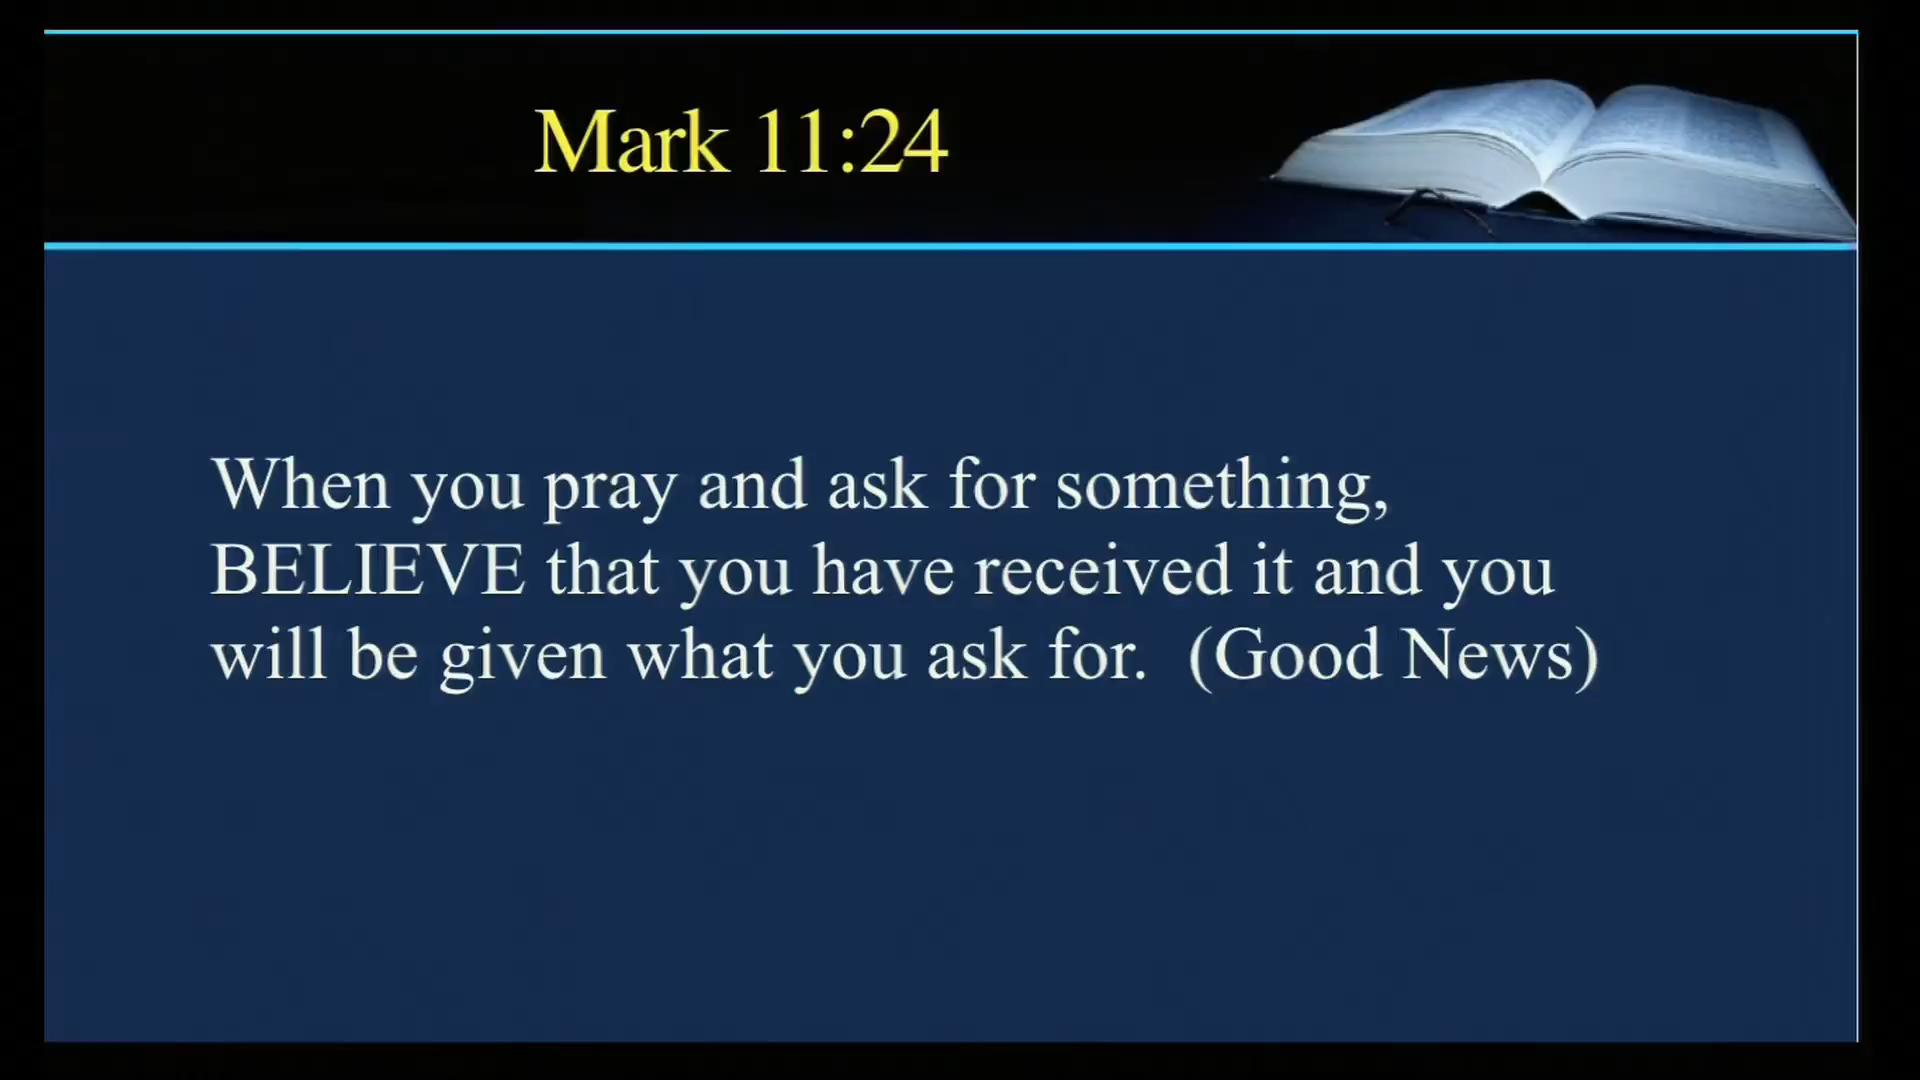 Mark 11:24
When you pray and ask for something,
BELIEVE that you have received it and you
will be given what you ask for.  (Good News)